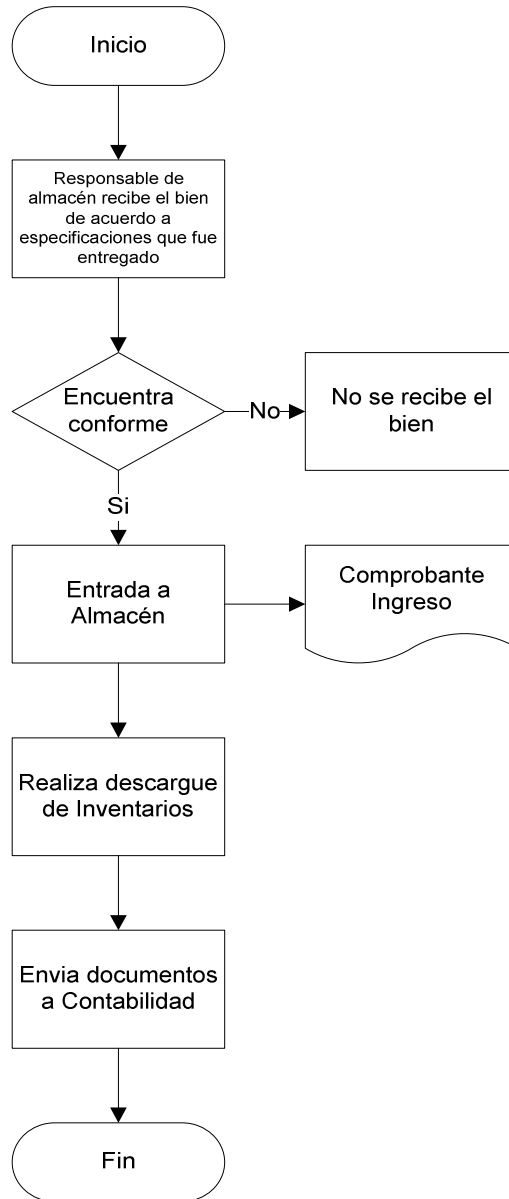 Inicio
Responsable de
almacén recibe el bien
de acuerdo a
especificaciones que fue
entregado
Encuentra
conforme
No
No se recibe el
bien
Si
Entrada a
Almacén
Comprobante
Ingreso
Realiza descargue
de Inventarios
Envia documentos
a Contabilidad
Fin